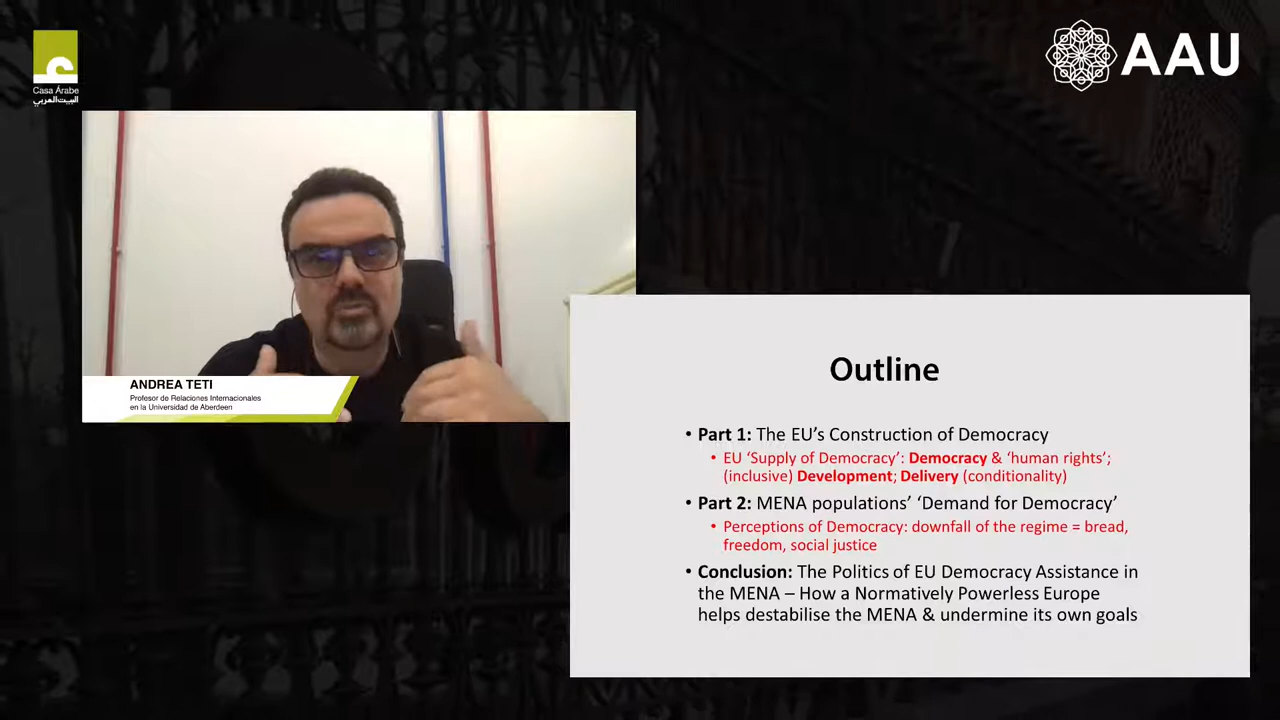 Casa Árabe
البيت العربي
AAU
ANDREA TETI
Profesor de Relaciones Internacionales
en la Universidad de Aberdeen
Outline
• Part 1: The EU’s Construction of Democracy
• EU ‘Supply of Democracy’: Democracy & ‘human rights’;
(inclusive) Development; Delivery (conditionality)
• Part 2: MENA populations’ ‘Demand for Democracy’
• Perceptions of Democracy: downfall of the regime = bread,
freedom, social justice
• Conclusion: The Politics of EU Democracy Assistance in
the MENA – How a Normatively Powerless Europe
helps destabilise the MENA & undermine its own goals